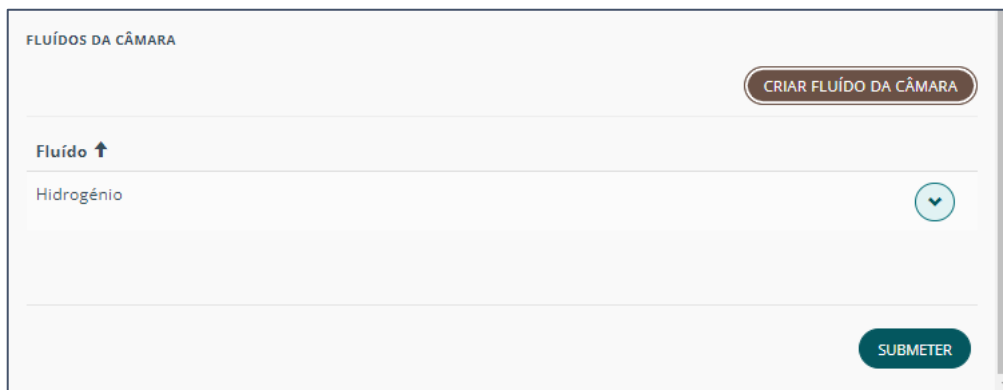 FLUÍDOS DA CÂMARA
CRIAR FLUÍDO DA CÂMARA
Fluído ↑
Hidrogénio
SUBMETER